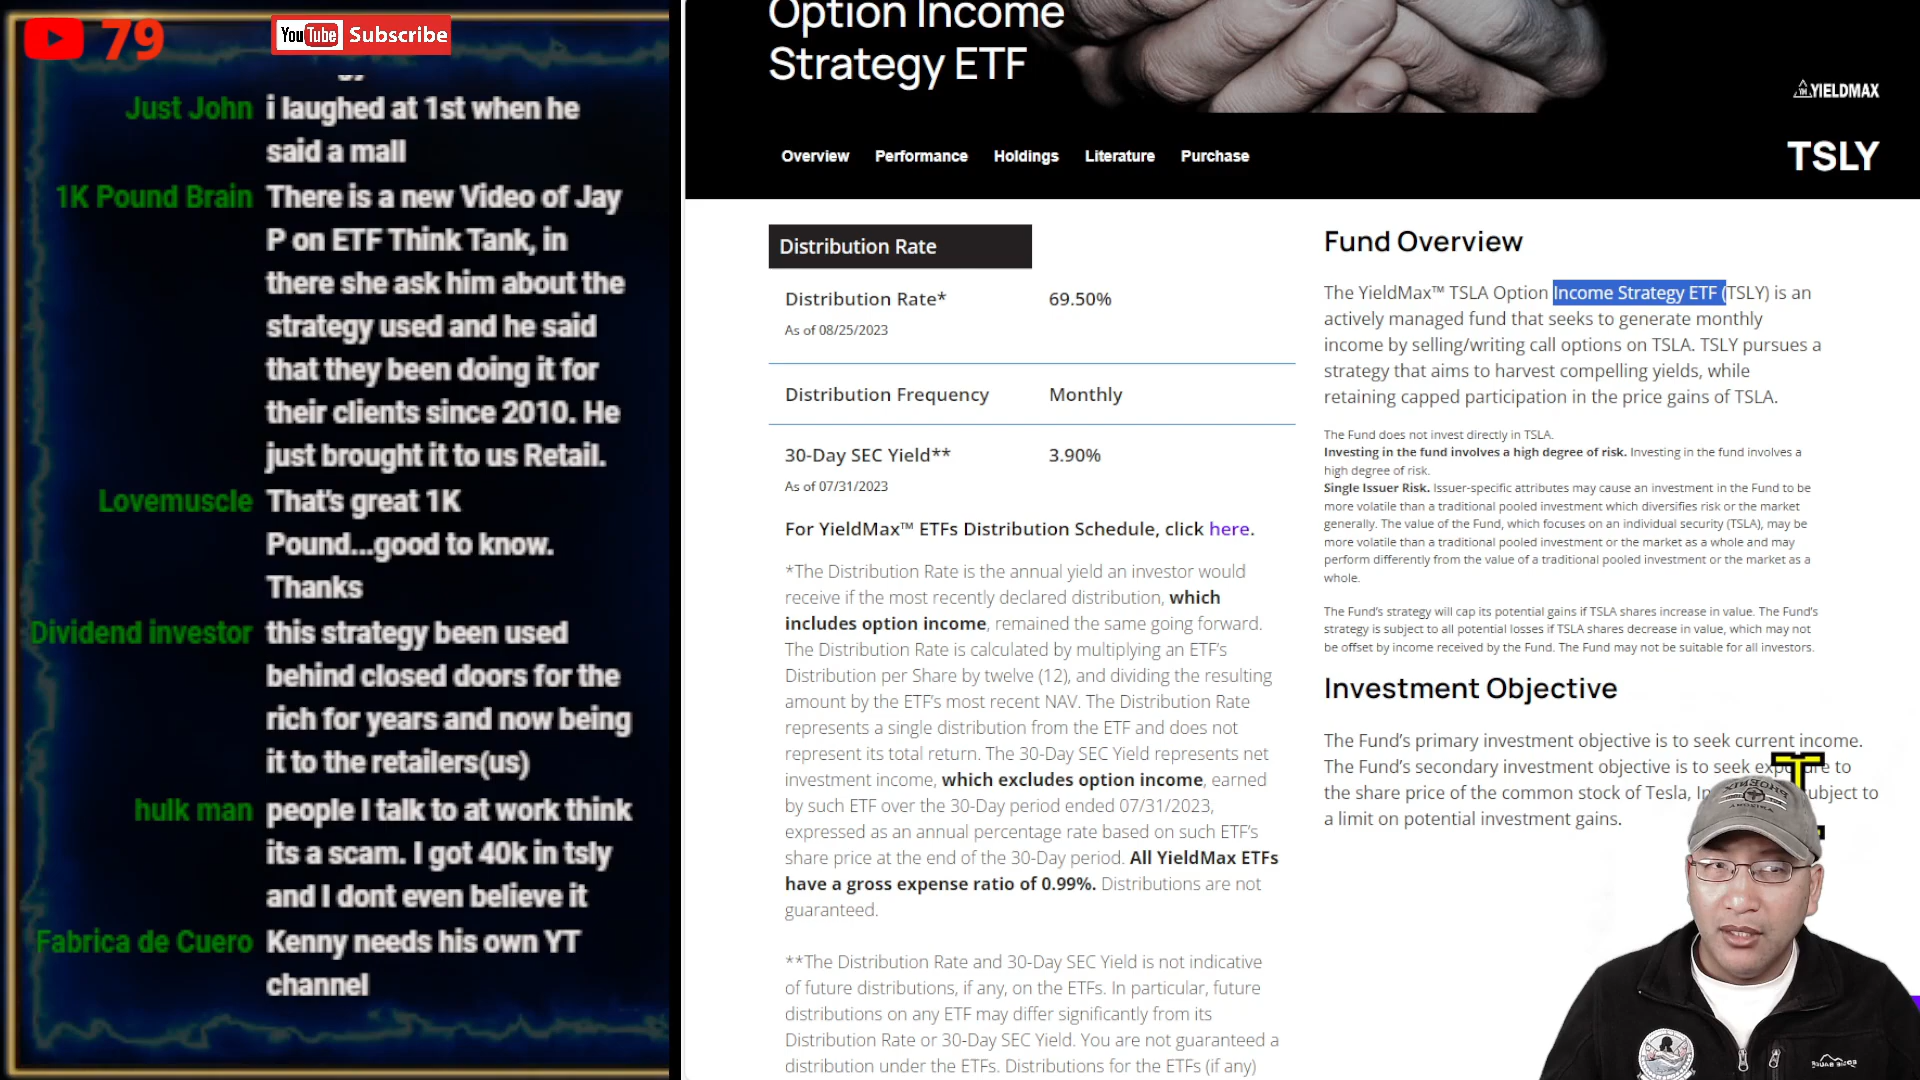 79
YouTube Subscribe
Just John i laughed at 1st when he
said a mall
1K Pound Brain There is a new Video of Jay
P on ETF Think Tank, in
there she ask him about the
strategy used and he said
that they been doing it for
their clients since 2010. He
just brought it to us Retail.
Lovemuscle That's great 1K
Pound...good to know.
Thanks
Dividend investor this strategy been used
behind closed doors for the
rich for years and now being
it to the retailers(us)
hulk man people I talk to at work think
its a scam. I got 40k in tsly
and I dont even believe it
Fabrica de Cuero Kenny needs his own YT
channel
Option Income
Strategy ETF
YIELDMAX
TSLY
Overview Performance Holdings Literature Purchase
Distribution Rate
Distribution Rate* 69.50%
As of 08/25/2023
Distribution Frequency Monthly
30-Day SEC Yield** 3.90%
As of 07/31/2023
For YieldMax™ ETFs Distribution Schedule, click here.
*The Distribution Rate is the annual yield an investor would
receive if the most recently declared distribution, which
includes option income, remained the same going forward.
The Distribution Rate is calculated by multiplying an ETF's
Distribution per Share by twelve (12), and dividing the resulting
amount by the ETF's most recent NAV. The Distribution Rate
represents a single distribution from the ETF and does not
represent its total return. The 30-Day SEC Yield represents net
investment income, which excludes option income, earned
by such ETF over the 30-Day period ended 07/31/2023,
expressed as an annual percentage rate based on such ETF's
share price at the end of the 30-Day period. All YieldMax ETFs
have a gross expense ratio of 0.99%. Distributions are not
guaranteed.
**The Distribution Rate and 30-Day SEC Yield is not indicative
of future distributions, if any, on the ETFs. In particular, future
distributions on any ETF may differ significantly from its
Distribution Rate or 30-Day SEC Yield. You are not guaranteed a
distribution under the ETFs. Distributions for the ETFs (if any)
Fund Overview
The YieldMax™ TSLA Option Income Strategy ETF (TSLY) is an
actively managed fund that seeks to generate monthly
income by selling/writing call options on TSLA. TSLY pursues a
strategy that aims to harvest compelling yields, while
retaining capped participation in the price gains of TSLA.
The Fund does not invest directly in TSLA.
Investing in the fund involves a high degree of risk. Investing in the fund involves a
high degree of risk.
Single Issuer Risk. Issuer-specific attributes may cause an investment in the Fund to be
more volatile than a traditional pooled investment which diversifies risk or the market
generally. The value of the Fund, which focuses on an individual security (TSLA), may be
more volatile than a traditional pooled investment or the market as a whole and may
perform differently from the value of a traditional pooled investment or the market as a
whole.
The Fund's strategy will cap its potential gains if TSLA shares increase in value. The Fund's
strategy is subject to all potential losses if TSLA shares decrease in value, which may not
be offset by income received by the Fund. The Fund may not be suitable for all investors.
Investment Objective
The Fund's primary investment objective is to seek current income.
The Fund's secondary investment objective is to seek to
the share price of the common stock of Tesla, subject to
a limit on potential investment gains.